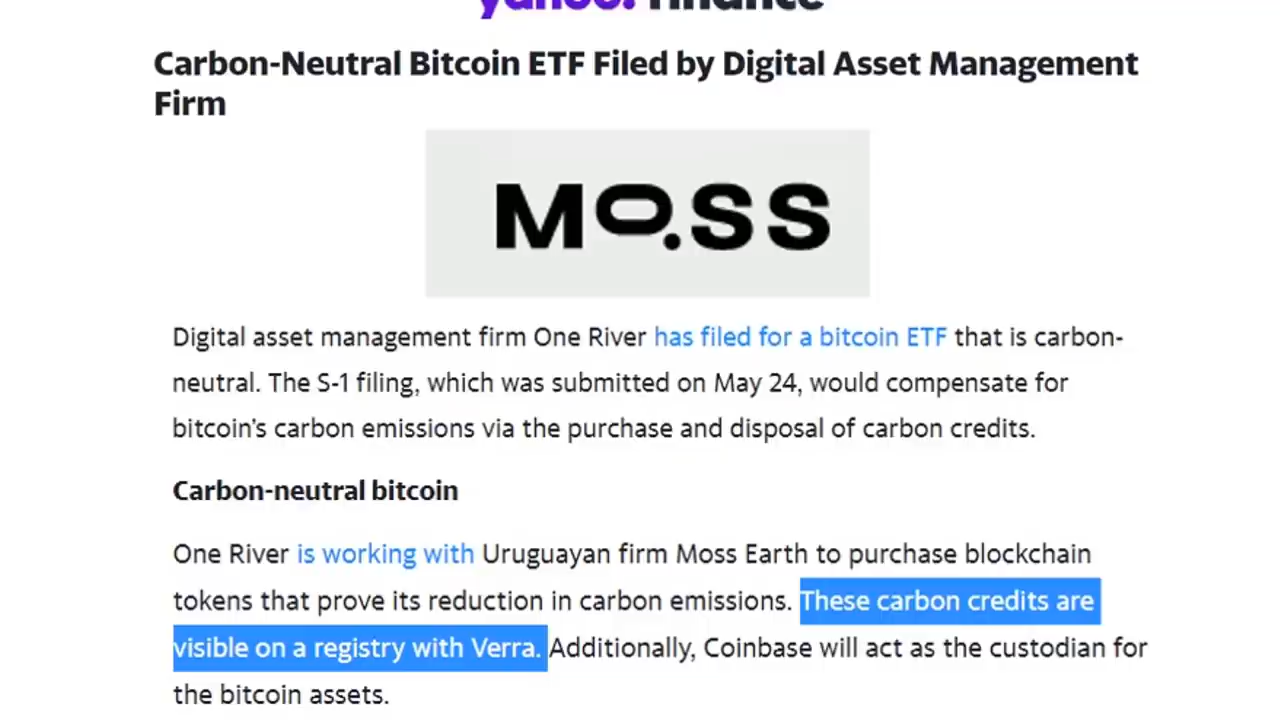 yahoo! finance
Carbon-Neutral Bitcoin ETF Filed by Digital Asset Management
Firm
MOSS
Digital asset management firm One River has filed for a bitcoin ETF that is carbon-
neutral. The S-1 filing, which was submitted on May 24, would compensate for
bitcoin's carbon emissions via the purchase and disposal of carbon credits.
Carbon-neutral bitcoin
One River is working with Uruguayan firm Moss Earth to purchase blockchain
tokens that prove its reduction in carbon emissions. These carbon credits are
visible on a registry with Verra. Additionally, Coinbase will act as the custodian for
the bitcoin assets.